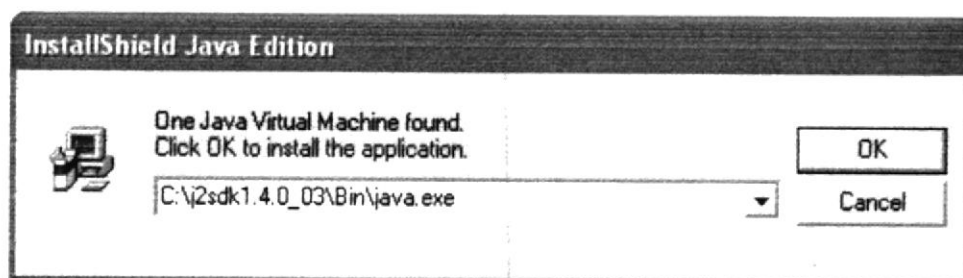 InstallShield Java Edition
One Java Virtual Machine found.
Click OK to install the application.
OK
C:\j2sdk1.4.0_03\Bin\java.exe
Cancel